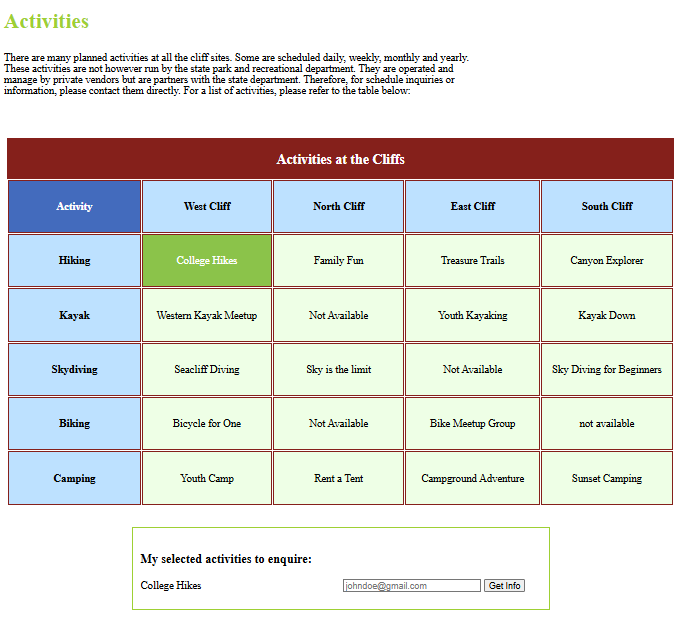 Activities
There are many planned activities at all the cliff sites. Some are scheduled daily, weekly, monthly and yearly.
These activities are not however run by the state park and recreational department. They are operated and
manage by private vendors but are partners with the state department. Therefore, for schedule inquiries or
information, please contact them directly. For a list of activities, please refer to the table below:
Activities at the Cliffs
Activity West Cliff North Cliff East Cliff South Cliff
Hiking College Hikes Family Fun Treasure Trails Canyon Explorer
Kayak Western Kayak Meetup Not Available Youth Kayaking Kayak Down
Skydiving Seacliff Diving Sky is the limit Not Available Sky Diving for Beginners
Biking Bicycle for One Not Available Bike Meetup Group not available
Camping Youth Camp Rent a Tent Campground Adventure Sunset Camping
My selected activities to enquire:
College Hikes johndoe@gmail.com Get Info